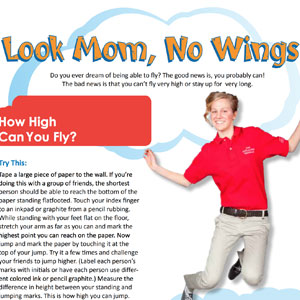 Look Mom, No Wings
Do you ever dream of being able to fly? The good news is, you probably can!
The bad news is that you can't fly very high or stay up for very long.
How High
Can You Fly?
Try This:
Tape a large piece of paper to the wall. If you're
doing this with a group of friends, the shortest
person should be able to reach the bottom of the
paper standing flatfooted. Touch your index finger
to an inkpad or graphite from a pencil rubbing.
While standing with your feet flat on the floor,
stretch your arm as far as you can and mark the
highest point you can reach on the paper. Now
jump and mark the paper by touching it at the
top of your jump. Try it a few times and challenge
your friends to jump higher. (Label each person's
marks with initials or have each person use differ-
ent colored ink or pencil graphite.) Measure the
difference in height between your standing and
jumping marks. This is how high you can jump.